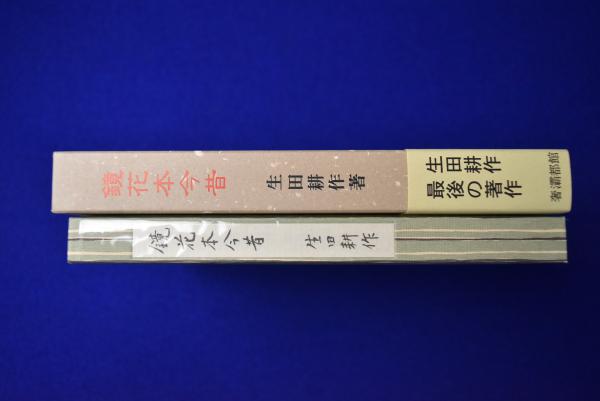 鏡花本今昔
生田耕作著
生田耕作
最後の著作
奢灞都館
鏡花本今昔
生田耕作